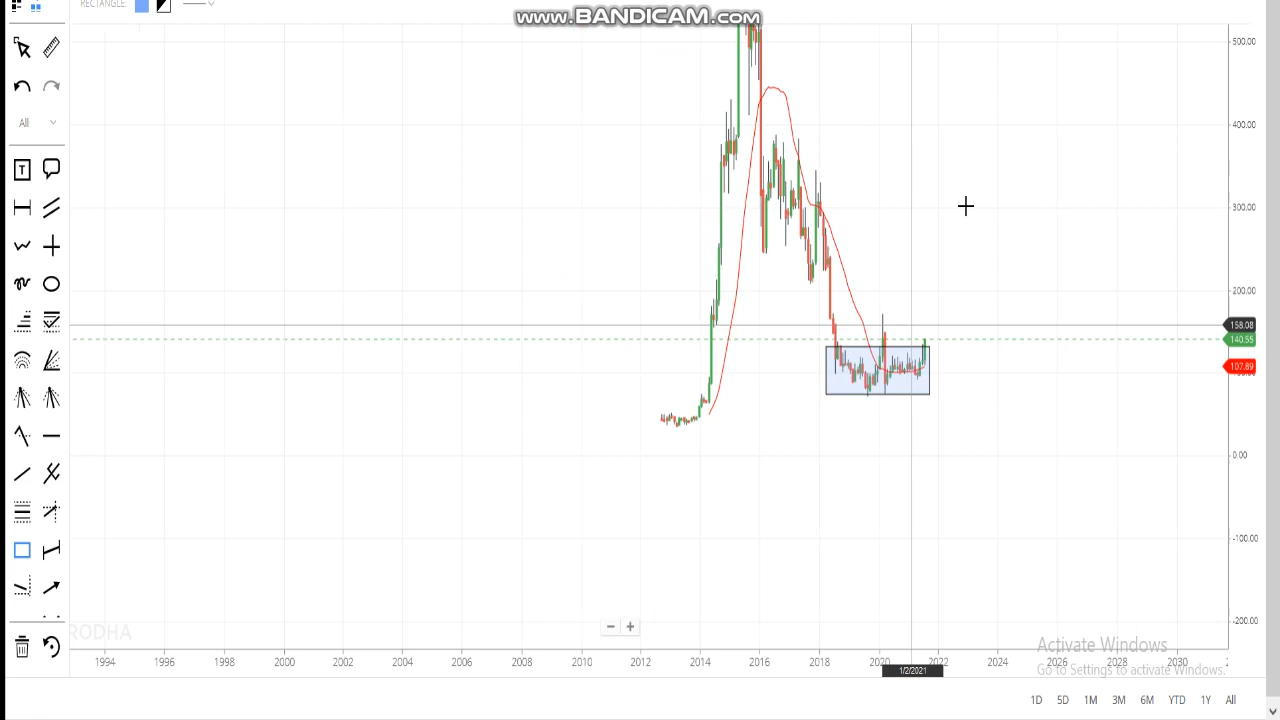 RECTANGLE:
www.BANDICAM.com
All
500.00
400.00
300.00
200.00
158.08
140.55
107.89
0.00
-100.00
-200.00
RODHA
Activate Windows
Go to Settings to activate Windows.
1994 1996 1998 2000 2002 2004 2006 2008 2010 2012 2014 2016 2018 2020 2022 2024 2026 2028 2030
1/2/2021
1D 5D 1M 3M 6M YTD 1Y All